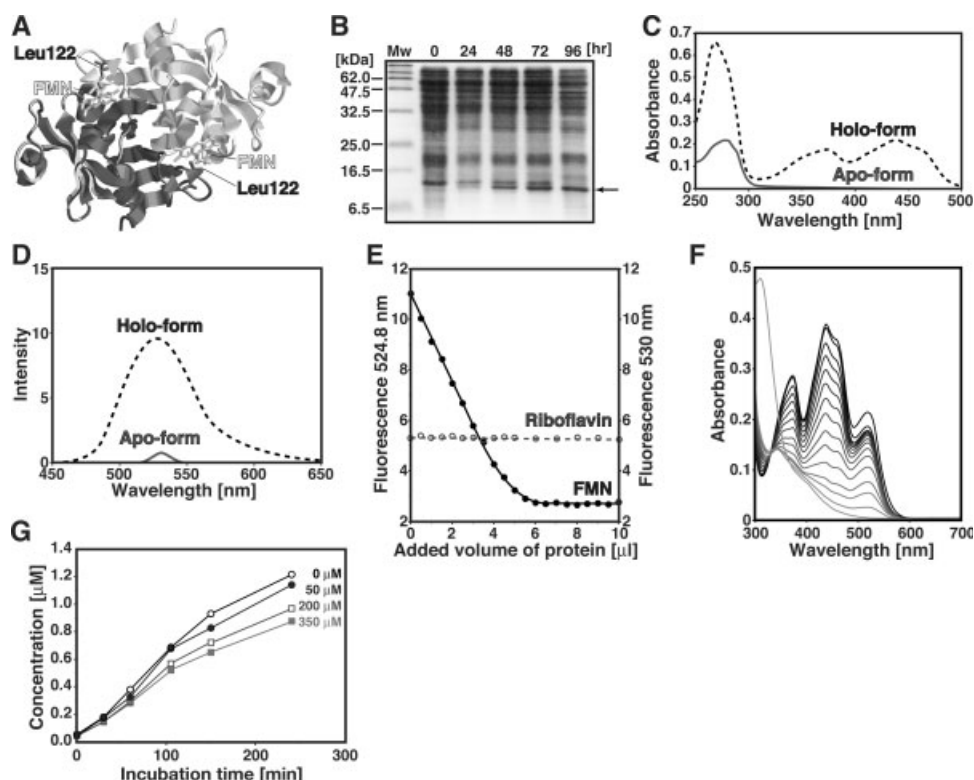 A
Leu122
FMN
FMN
Leu122
B
Mw 0 24 48 72 96 [hr]
[kDa]
62.0
47.5
32.5
25.0
16.5
6.5
C
Absorbance
0.7
0.6
0.5
0.4
0.3
0.2
0.1
0
Holo-form
Apo-form
250 300 350 400 450 500
Wavelength [nm]
D
Intensity
15
10
5
0
Holo-form
Apo-form
450 500 550 600 650
Wavelength [nm]
E
Fluorescence 524.8 nm
12
10
8
6
4
2
Riboflavin
FMN
12
10
8
6
4
2
Fluorescence 530 nm
0 2 4 6 8 10
Added volume of protein [μl]
F
Absorbance
0.5
0.4
0.3
0.2
0.1
0
300 400 500 600 700
Wavelength [nm]
G
Concentration [μM]
1.4
1.2
1.0
0.8
0.6
0.4
0.2
0
0 μM
50 μM
200 μM
350 μM
0 100 200 300
Incubation time [min]